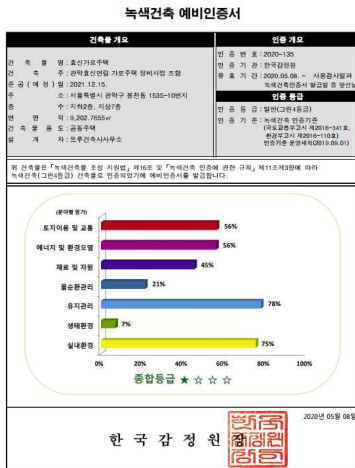 녹색건축 예비인증서
건축물 개요
건 축 물 명 : 효신가로주택
건 축 주 : 관악효신연립 가로주택 정비사업 조합
준 공 ( 예 정 ) 일 : 2021.12.15.
주 소 : 서울특별시 관악구 봉천동 1535-10번지
층 수 : 지하2층, 지상7층
연 면 적 : 9,202.7655㎡
건 축 물 용 도 : 공동주택
설 계 자 : 트루건축사사무소
인증 개요
인 증 번 호 : 2020-135
인 증 기 관 : 한국감정원
유 효 기 간 : 2020.05.08. ~ 사용검사일과
녹색건축인증서 발급일 중 앞선날
인증 등급
인 증 등 급 : 일반(그린4등급)
인 증 기 준 : 녹색건축 인증기준
(국토교통부고시 제2016-341호,
환경부고시 제2016-110호)
인증기준 운영세칙(2019.09.01)
위 건축물은 「녹색건축물 조성 지원법」 제16조 및 「녹색건축 인증에 관한 규칙」 제11조제3항에 따라
녹색건축(그린4등급) 건축물로 인증되었기에 예비인증서를 발급합니다.
(분야별 평가)
토지이용 및 교통 56%
에너지 및 환경오염 56%
재료 및 자원 45%
물순환관리 21%
유지관리 78%
생태환경 7%
실내환경 75%
0% 20% 40% 60% 80% 100%
종합등급 ★ ☆ ☆ ☆
2020년 05월 08일
한 국 감 정 원 장